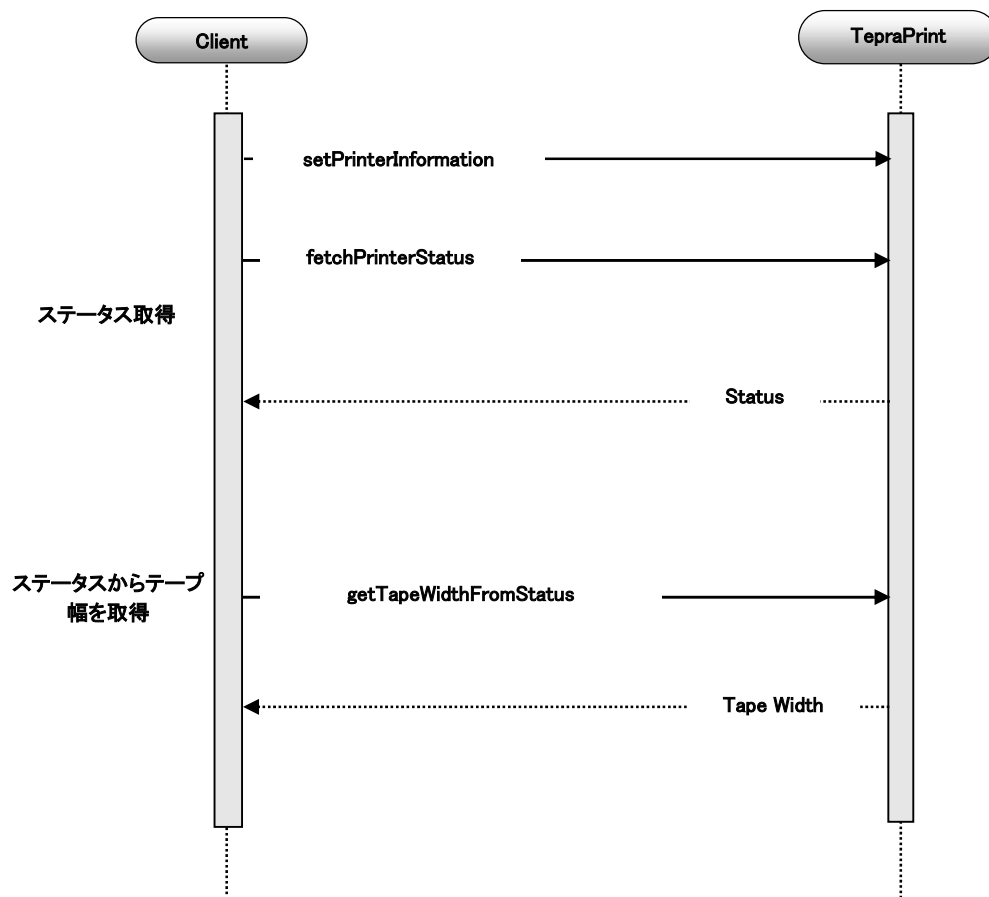 Client
TepraPrint
setPrinterInformation
fetchPrinterStatus
ステータス取得
Status
ステータスからテープ
幅を取得
getTapeWidthFromStatus
Tape Width